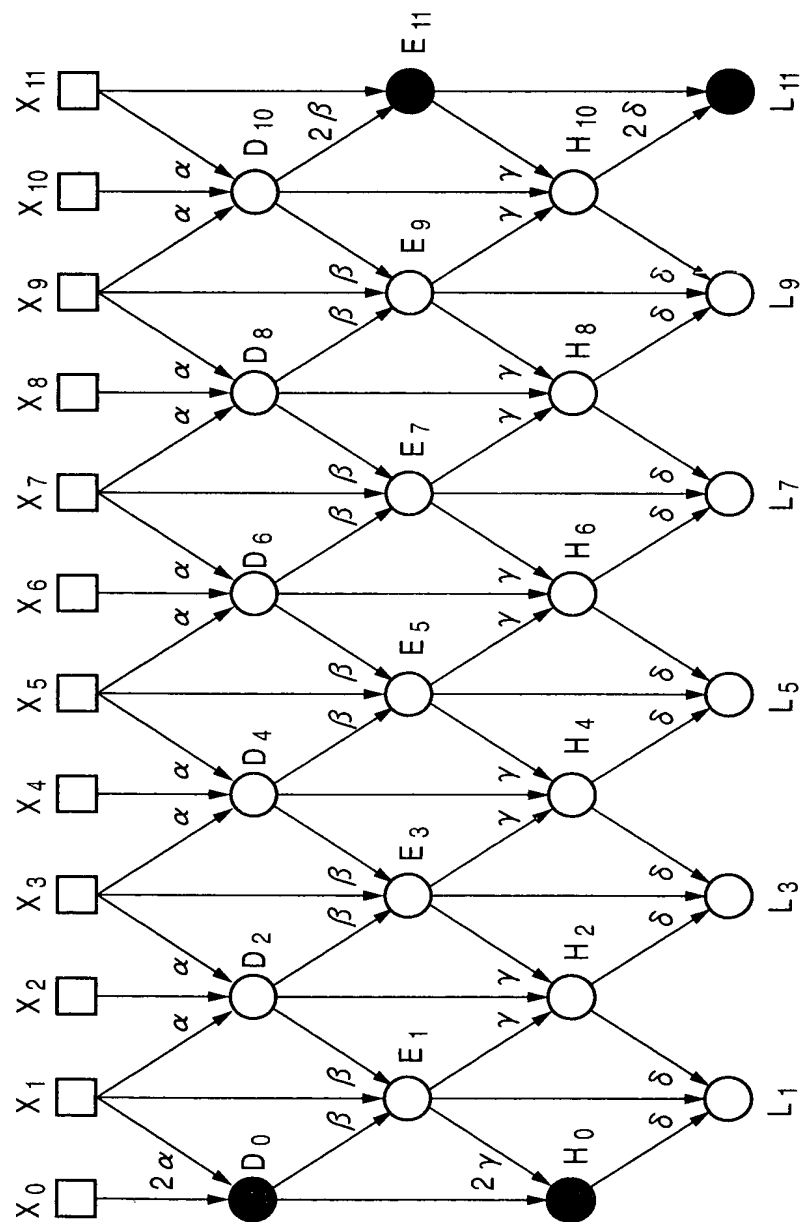 X0 X1 X2 X3 X4 X5 X6 X7 X8 X9 X10 X11
2α α α α α α α α α α α
D0 D2 D4 D6 D8 D10
β β β β β β β β β β 2β
E1 E3 E5 E7 E9 E11
2γ γ γ γ γ γ γ γ γ γ γ
H0 H2 H4 H6 H8 H10
δ δ δ δ δ δ δ δ δ δ 2δ
L1 L3 L5 L7 L9 L11